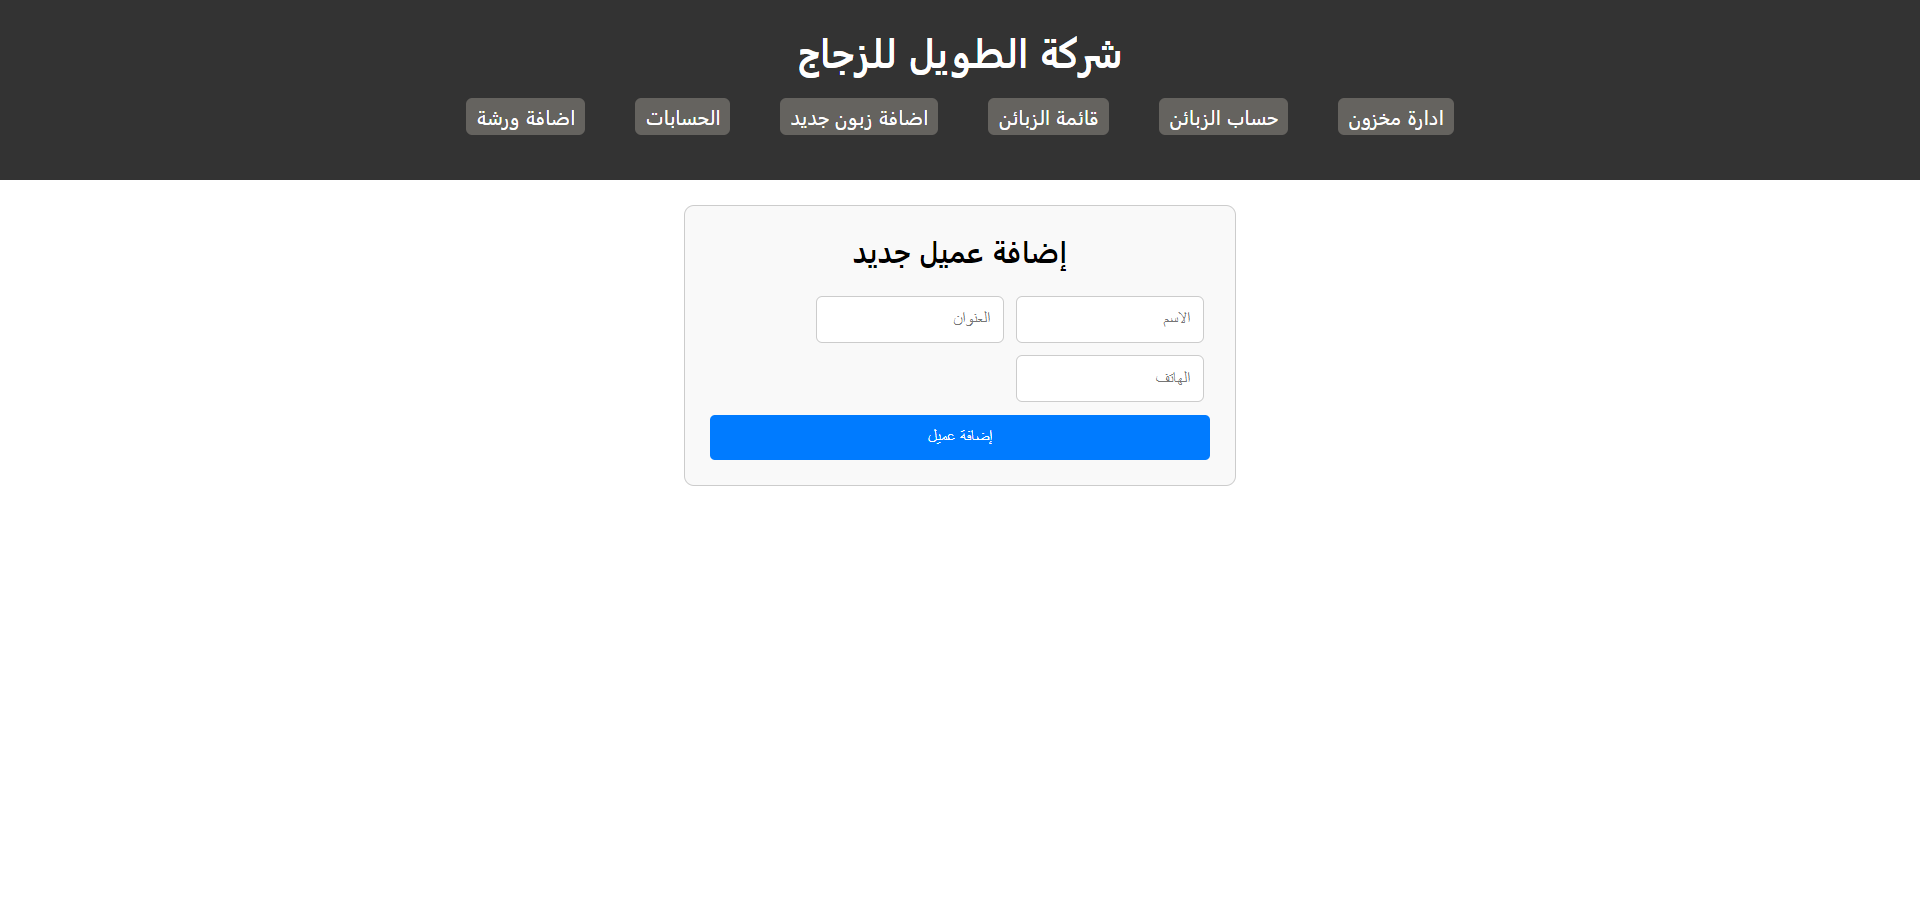 شركة الطويل للزجاج
ادارة مخزون حساب الزبائن قائمة الزبائن اضافة زبون جديد الحسابات اضافة ورشة
إضافة عميل جديد
الاسم العنوان
الهاتف
إضافة عميل